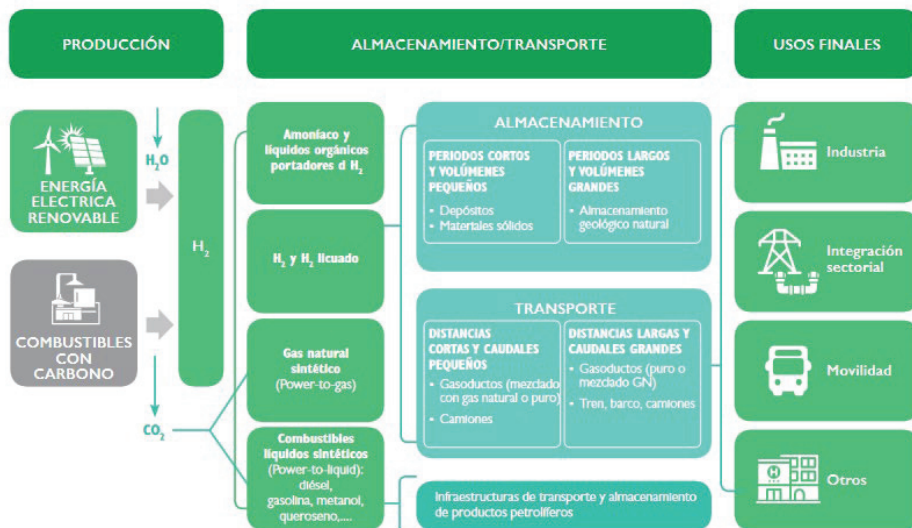 PRODUCCIÓN
ALMACENAMIENTO/TRANSPORTE
USOS FINALES
H₂O
ENERGÍA
ELECTRICA
RENOVABLE
COMBUSTIBLES
CON
CARBONO
CO₂
H₂
Amoníaco y
líquidos orgánicos
portadores d H₂
H₂ y H₂ licuado
Gas natural
sintético
(Power-to-gas)
Combustibles
líquidos sintéticos
(Power-to-liquid):
diésel,
gasolina, metanol,
queroseno,....
ALMACENAMIENTO
PERIODOS CORTOS
Y VOLÚMENES
PEQUEÑOS
• Depósitos
• Materiales sólidos
PERIODOS LARGOS
Y VOLÚMENES
GRANDES
• Almacenamiento
geológico natural
TRANSPORTE
DISTANCIAS
CORTAS Y CAUDALES
PEQUEÑOS
• Gasoductos (mezclado
con gas natural o puro)
• Camiones
DISTANCIAS LARGAS Y
CAUDALES GRANDES
• Gasoductos (puro o
mezclado GN)
• Tren, barco, camiones
Infraestructuras de transporte y almacenamiento
de productos petrolíferos
Industria
Integración
sectorial
Movilidad
H
Otros